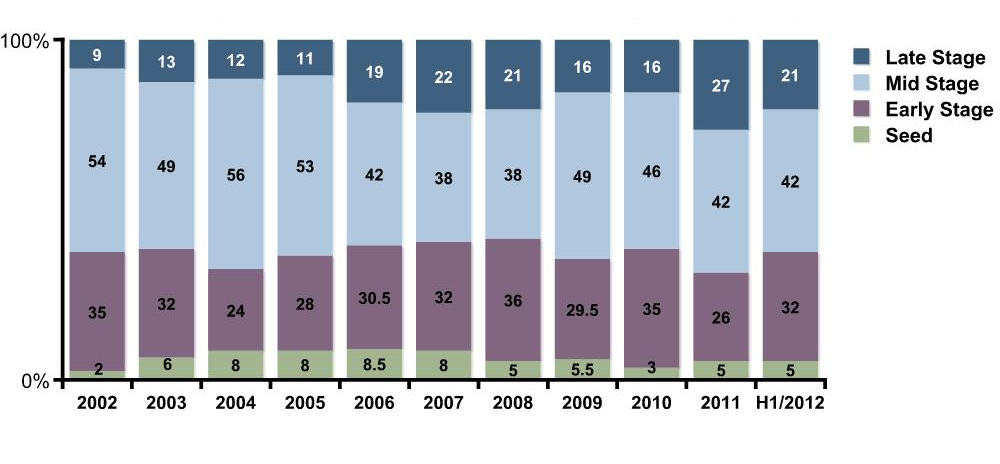 100%
9 13 12 11 19 22 21 16 16 27 21
54 49 56 53 42 38 38 49 46 42 42
35 32 24 28 30.5 32 36 29.5 35 26 32
2 6 8 8 8.5 8 5 5.5 3 5 5
0%
2002 2003 2004 2005 2006 2007 2008 2009 2010 2011 H1/2012
Late Stage
Mid Stage
Early Stage
Seed